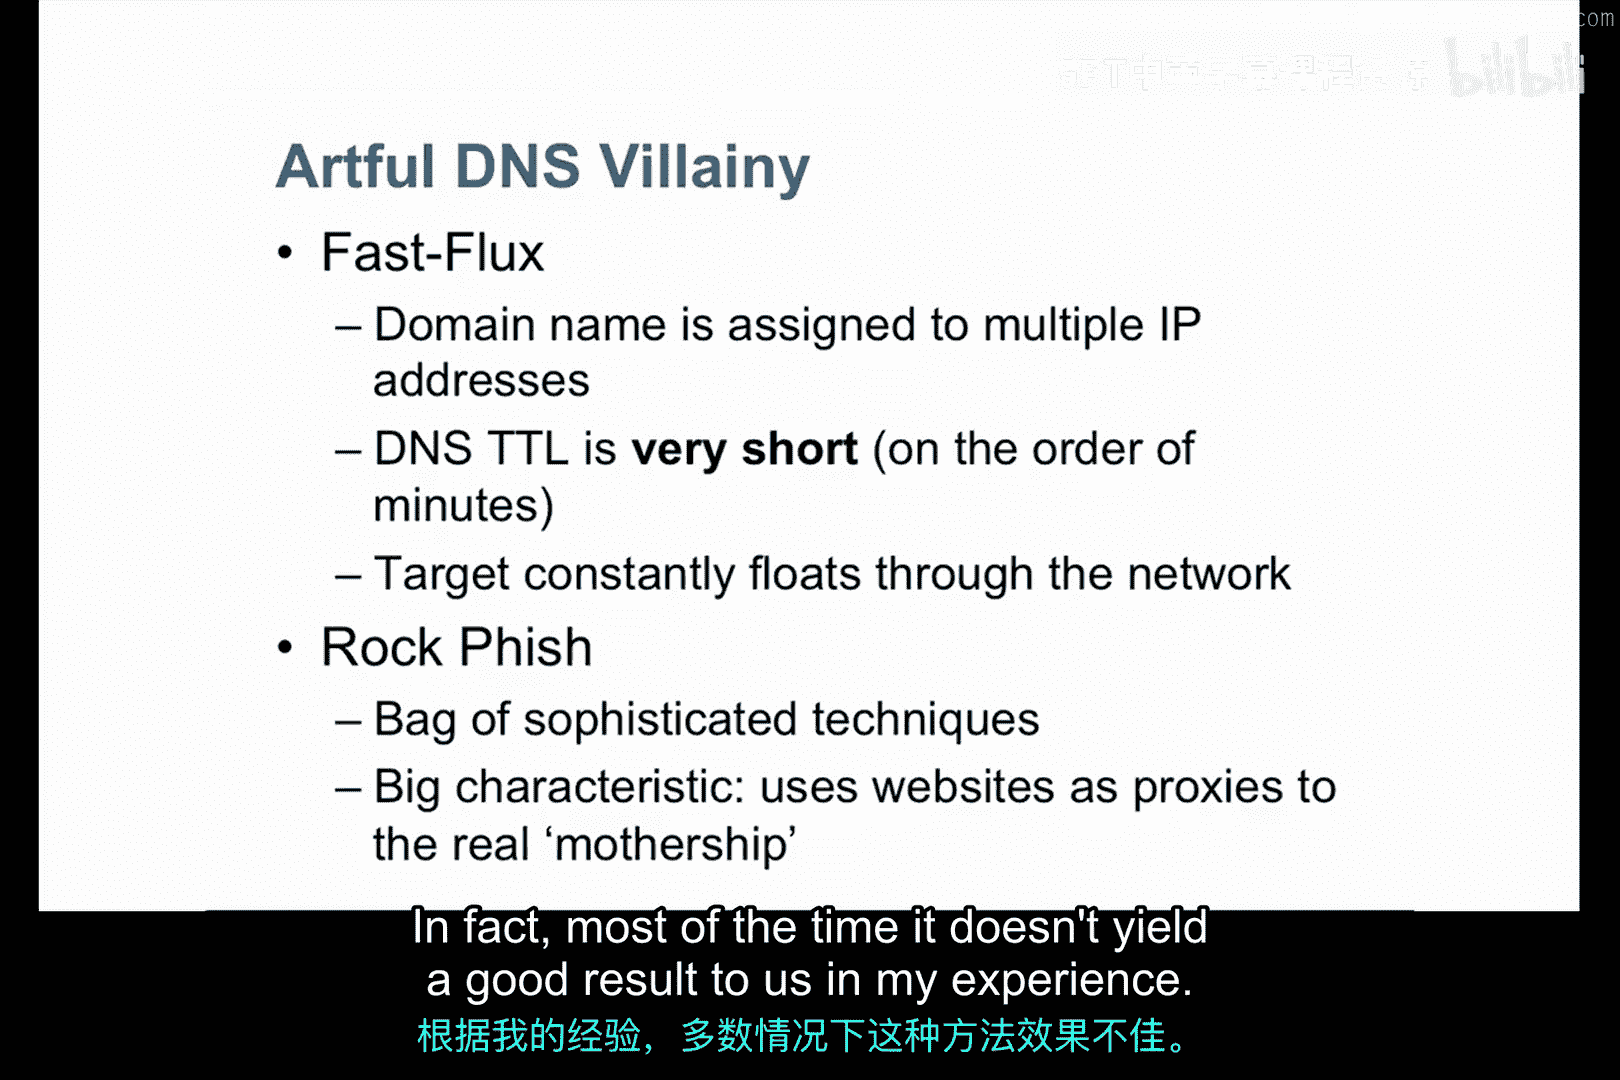 com
bilibili
Artful DNS Villainy
• Fast-Flux
– Domain name is assigned to multiple IP
addresses
– DNS TTL is very short (on the order of
minutes)
– Target constantly floats through the network
• Rock Phish
– Bag of sophisticated techniques
– Big characteristic: uses websites as proxies to
the real ‘mothership’
In fact, most of the time it doesn't yield
a good result to us in my experience.
根据我的经验，多数情况下这种方法效果不佳。